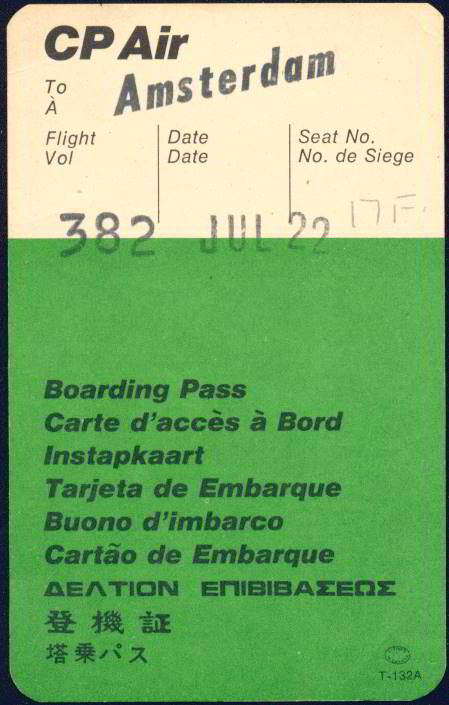 CP Air
To
À
Amsterdam
Flight
Vol
Date
Date
Seat No.
No. de Siege
382 JUL 22 17F.
Boarding Pass
Carte d'accès à Bord
Instapkaart
Tarjeta de Embarque
Buono d'imbarco
Cartão de Embarque
ΔΕΛΤΙΟΝ ΕΠΙΒΙΒΑΣΕΩΣ
登機証
塔乗パス
T-132A